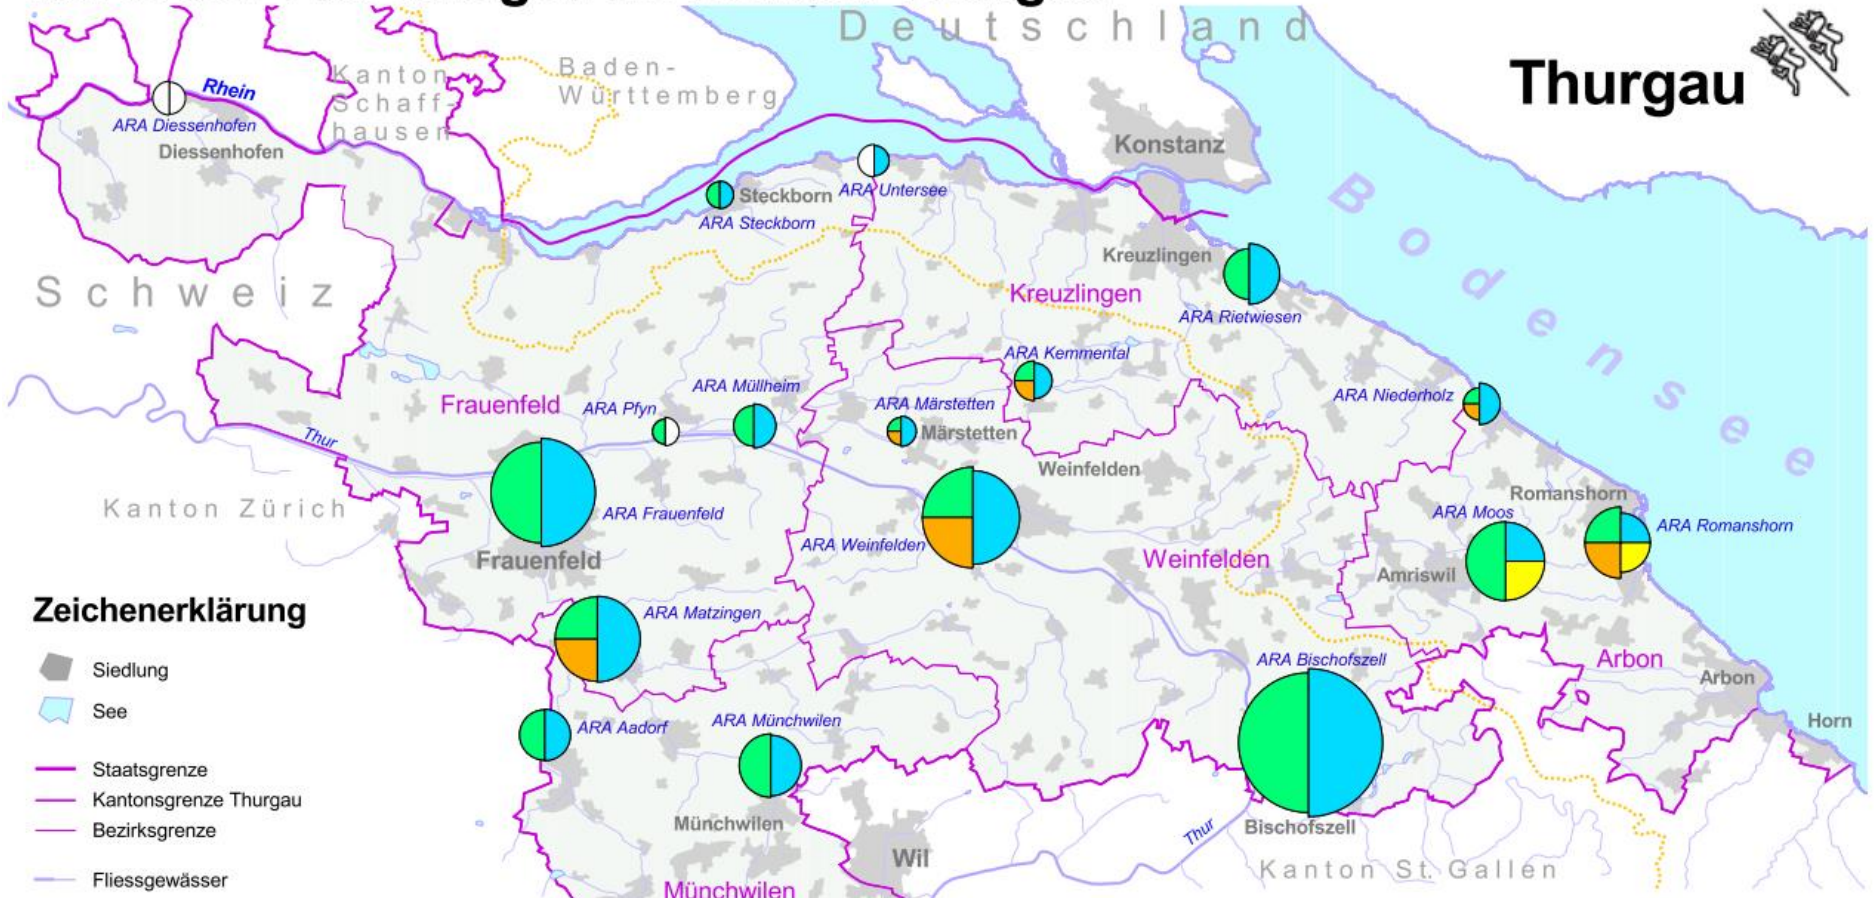 Deutschland
Thurgau
Kanton
Schaff-
hausen
Baden-
Württemberg
Rhein
ARA Diessenhofen
Diessenhofen
Konstanz
Steckborn
ARA Untersee
ARA Steckborn
Bodensee
Schweiz
Kreuzlingen
Kreuzlingen
ARA Rietwiesen
ARA Kemmental
ARA Müllheim
ARA Niederholz
Frauenfeld
ARA Pfyn
ARA Märstetten
Märstetten
Thur
Weinfelden
Kanton Zürich
ARA Frauenfeld
Romanshorn
ARA Moos
ARA Romanshorn
ARA Weinfelden
Frauenfeld
Weinfelden
Amriswil
Zeichenerklärung
ARA Matzingen
Siedlung
ARA Bischofszell
Arbon
Arbon
See
ARA Aadorf
ARA Münchwilen
Horn
Staatsgrenze
Kantonsgrenze Thurgau
Bezirksgrenze
Münchwilen
Thur
Bischofszell
Wil
Kanton St. Gallen
Fliessgewässer
Münchwilen